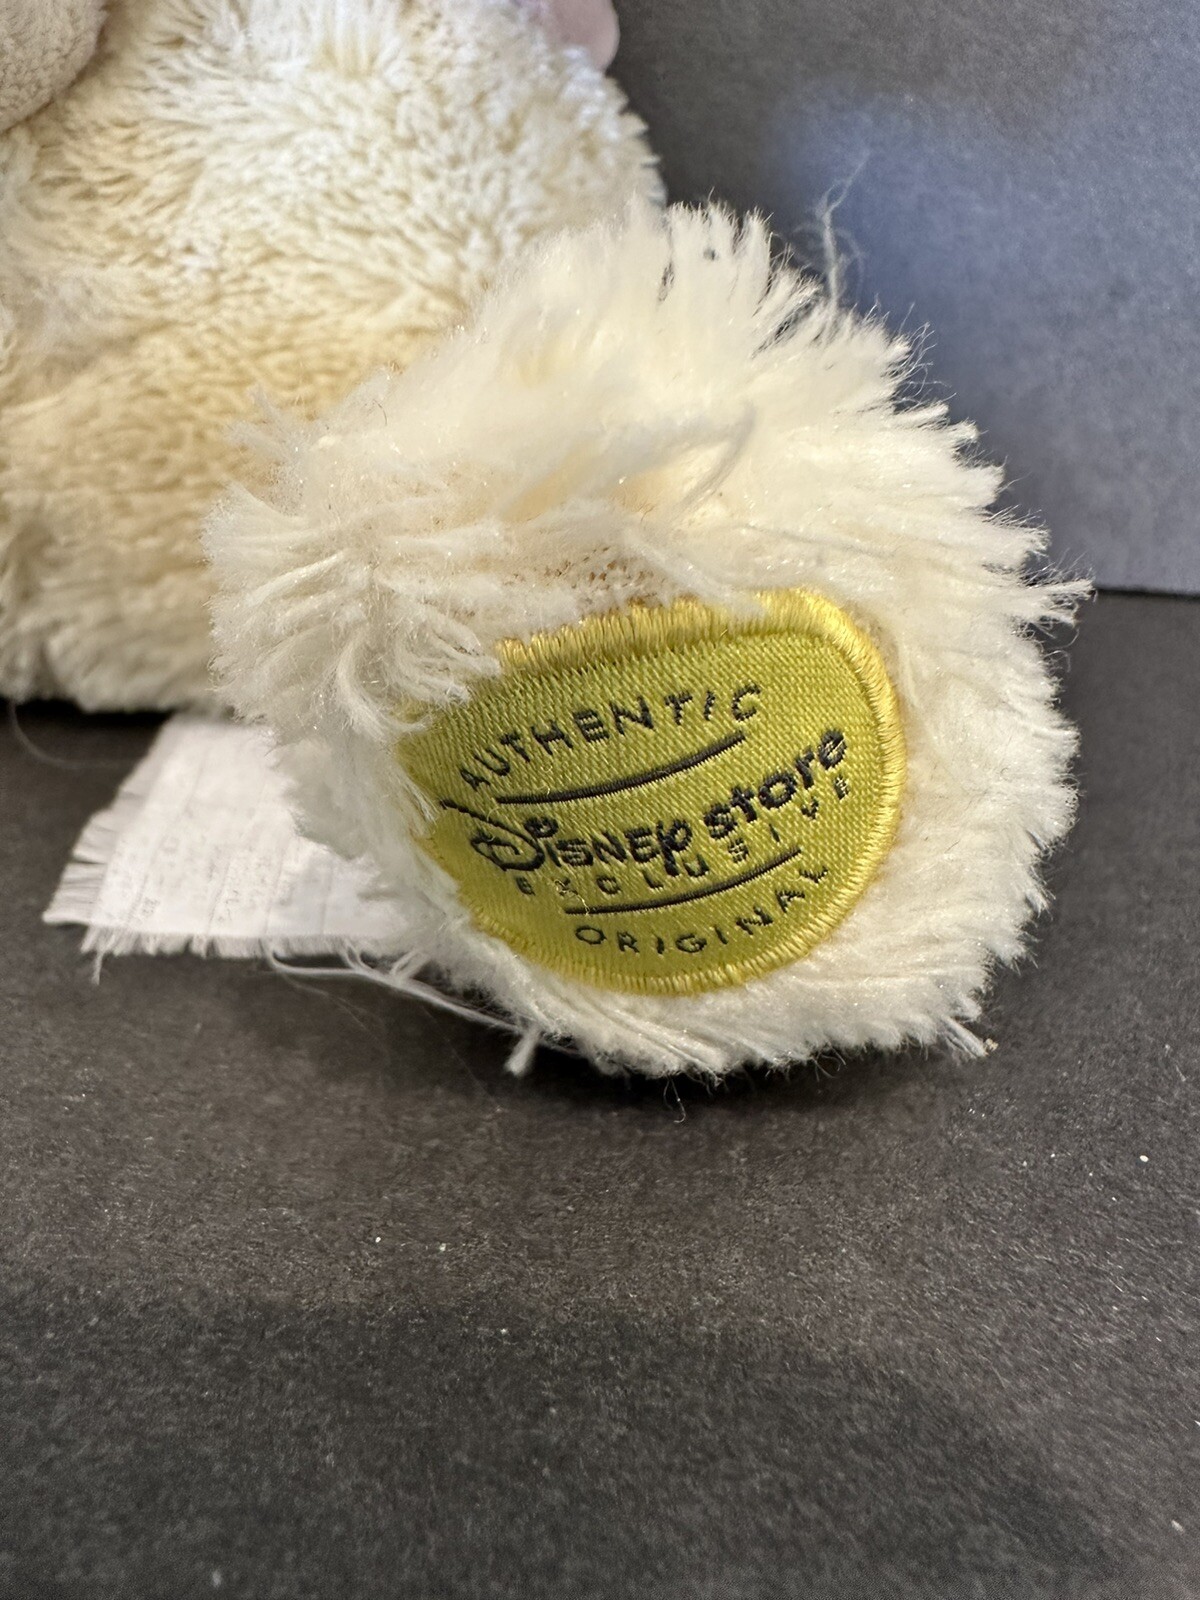 AUTHENTIC
Disney store
EXCLUSIVE
ORIGINAL